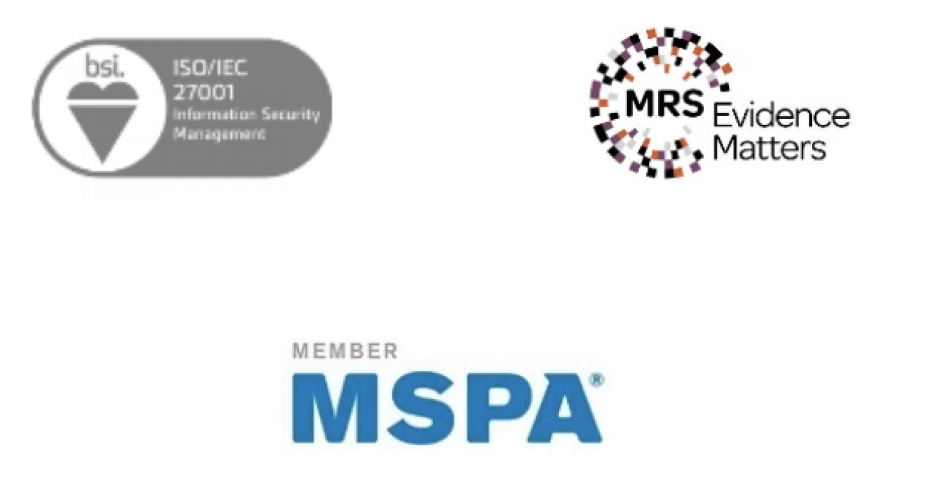 bsi.
ISO/IEC
27001
Information Security
Management
MRS Evidence
Matters
MEMBER
MSPA®